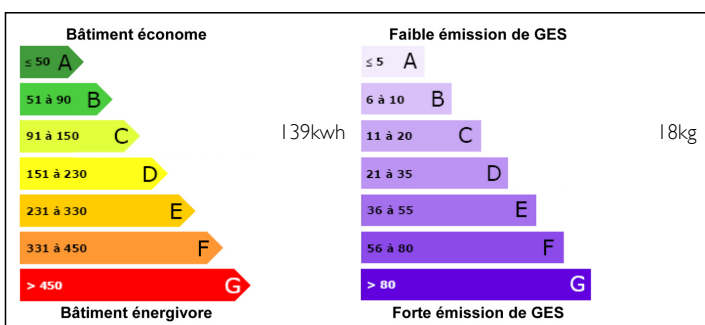 Bâtiment économe
≤ 50 A
51 à 90 B
91 à 150 C
139kwh
151 à 230 D
231 à 330 E
331 à 450 F
> 450 G
Bâtiment énergivore
Faible émission de GES
≤ 5 A
6 à 10 B
11 à 20 C
18kg
21 à 35 D
36 à 55 E
56 à 80 F
> 80 G
Forte émission de GES